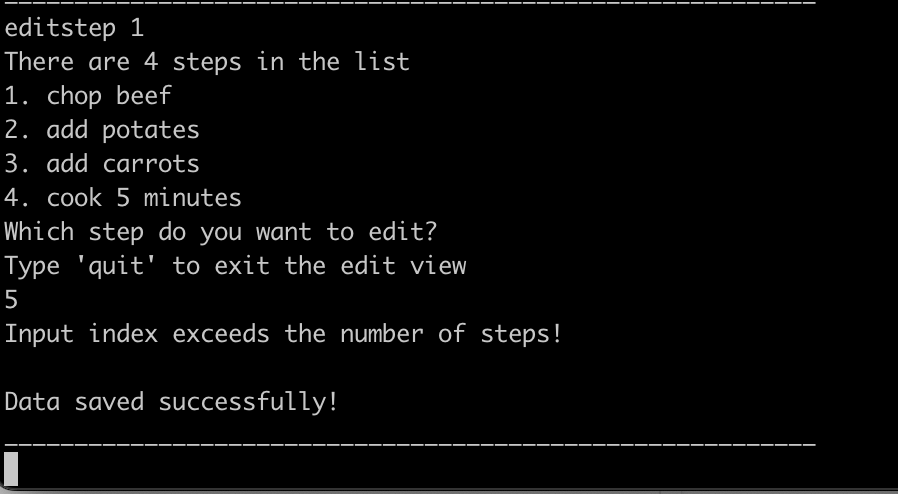 editstep 1
There are 4 steps in the list
1. chop beef
2. add potates
3. add carrots
4. cook 5 minutes
Which step do you want to edit?
Type 'quit' to exit the edit view
5
Input index exceeds the number of steps!
Data saved successfully!